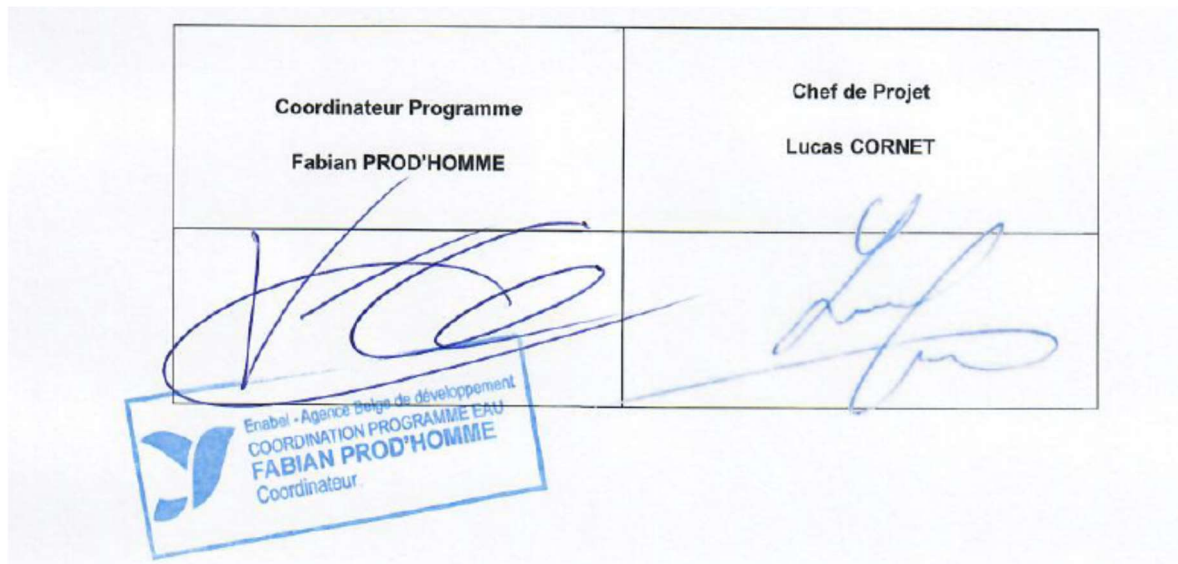 Coordinateur Programme
Fabian PROD'HOMME
Chef de Projet
Lucas CORNET
Enabel - Agence Belge de développement
COORDINATION PROGRAMME EAU
FABIAN PROD'HOMME
Coordinateur